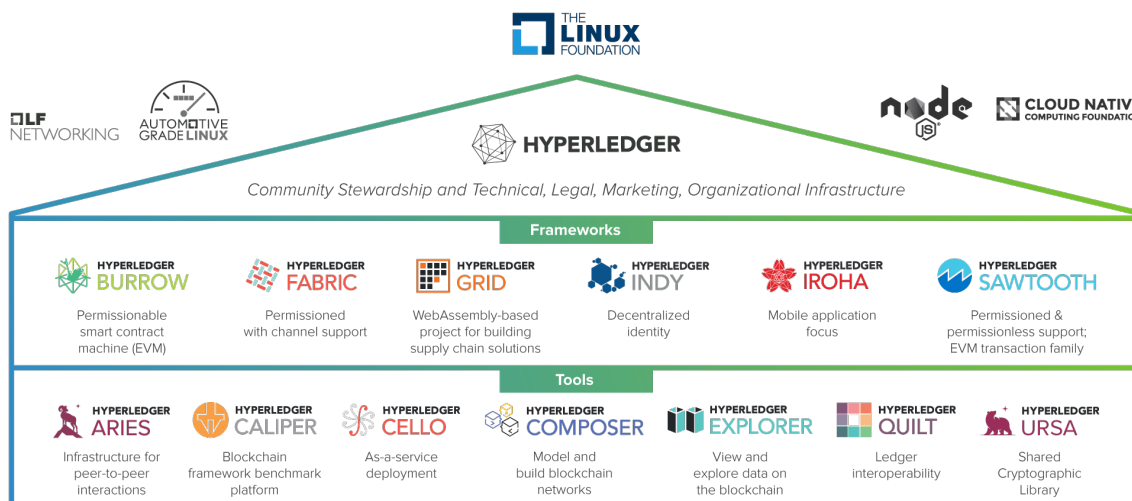 THE
LINUX
FOUNDATION
LF
NETWORKING
AUTOMOTIVE
GRADELINUX
node
JS
CLOUD NATIVE
COMPUTING FOUNDATION
HYPERLEDGER
Community Stewardship and Technical, Legal, Marketing, Organizational Infrastructure
Frameworks
HYPERLEDGER
BURROW
Permissionable
smart contract
machine (EVM)
HYPERLEDGER
FABRIC
Permissioned
with channel support
HYPERLEDGER
GRID
WebAssembly-based
project for building
supply chain solutions
HYPERLEDGER
INDY
Decentralized
identity
HYPERLEDGER
IROHA
Mobile application
focus
HYPERLEDGER
SAWTOOTH
Permissioned &
permissionless support;
EVM transaction family
Tools
HYPERLEDGER
ARIES
Infrastructure for
peer-to-peer
interactions
HYPERLEDGER
CALIPER
Blockchain
framework benchmark
platform
HYPERLEDGER
CELLO
As-a-service
deployment
HYPERLEDGER
COMPOSER
Model and
build blockchain
networks
HYPERLEDGER
EXPLORER
View and
explore data on
the blockchain
HYPERLEDGER
QUILT
Ledger
interoperability
HYPERLEDGER
URSA
Shared
Cryptographic
Library